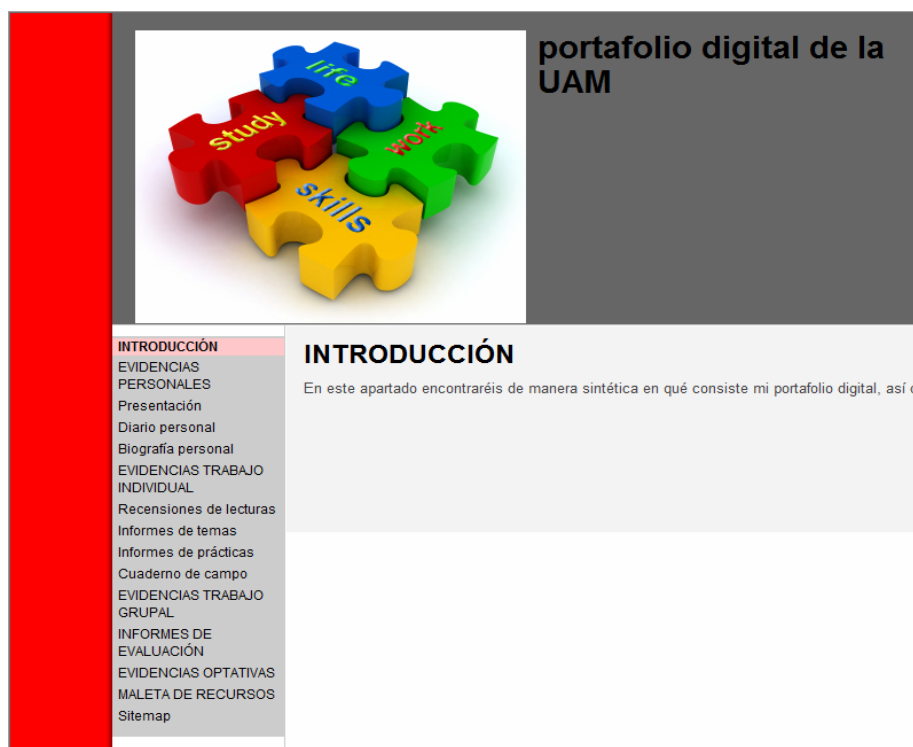 portafolio digital de la
UAM
life
study
work
skills
INTRODUCCIÓN
EVIDENCIAS
PERSONALES
Presentación
Diario personal
Biografía personal
EVIDENCIAS TRABAJO
INDIVIDUAL
Recensiones de lecturas
Informes de temas
Informes de prácticas
Cuaderno de campo
EVIDENCIAS TRABAJO
GRUPAL
INFORMES DE
EVALUACIÓN
EVIDENCIAS OPTATIVAS
MALETA DE RECURSOS
Sitemap
INTRODUCCIÓN
En este apartado encontraréis de manera sintética en qué consiste mi portafolio digital, así